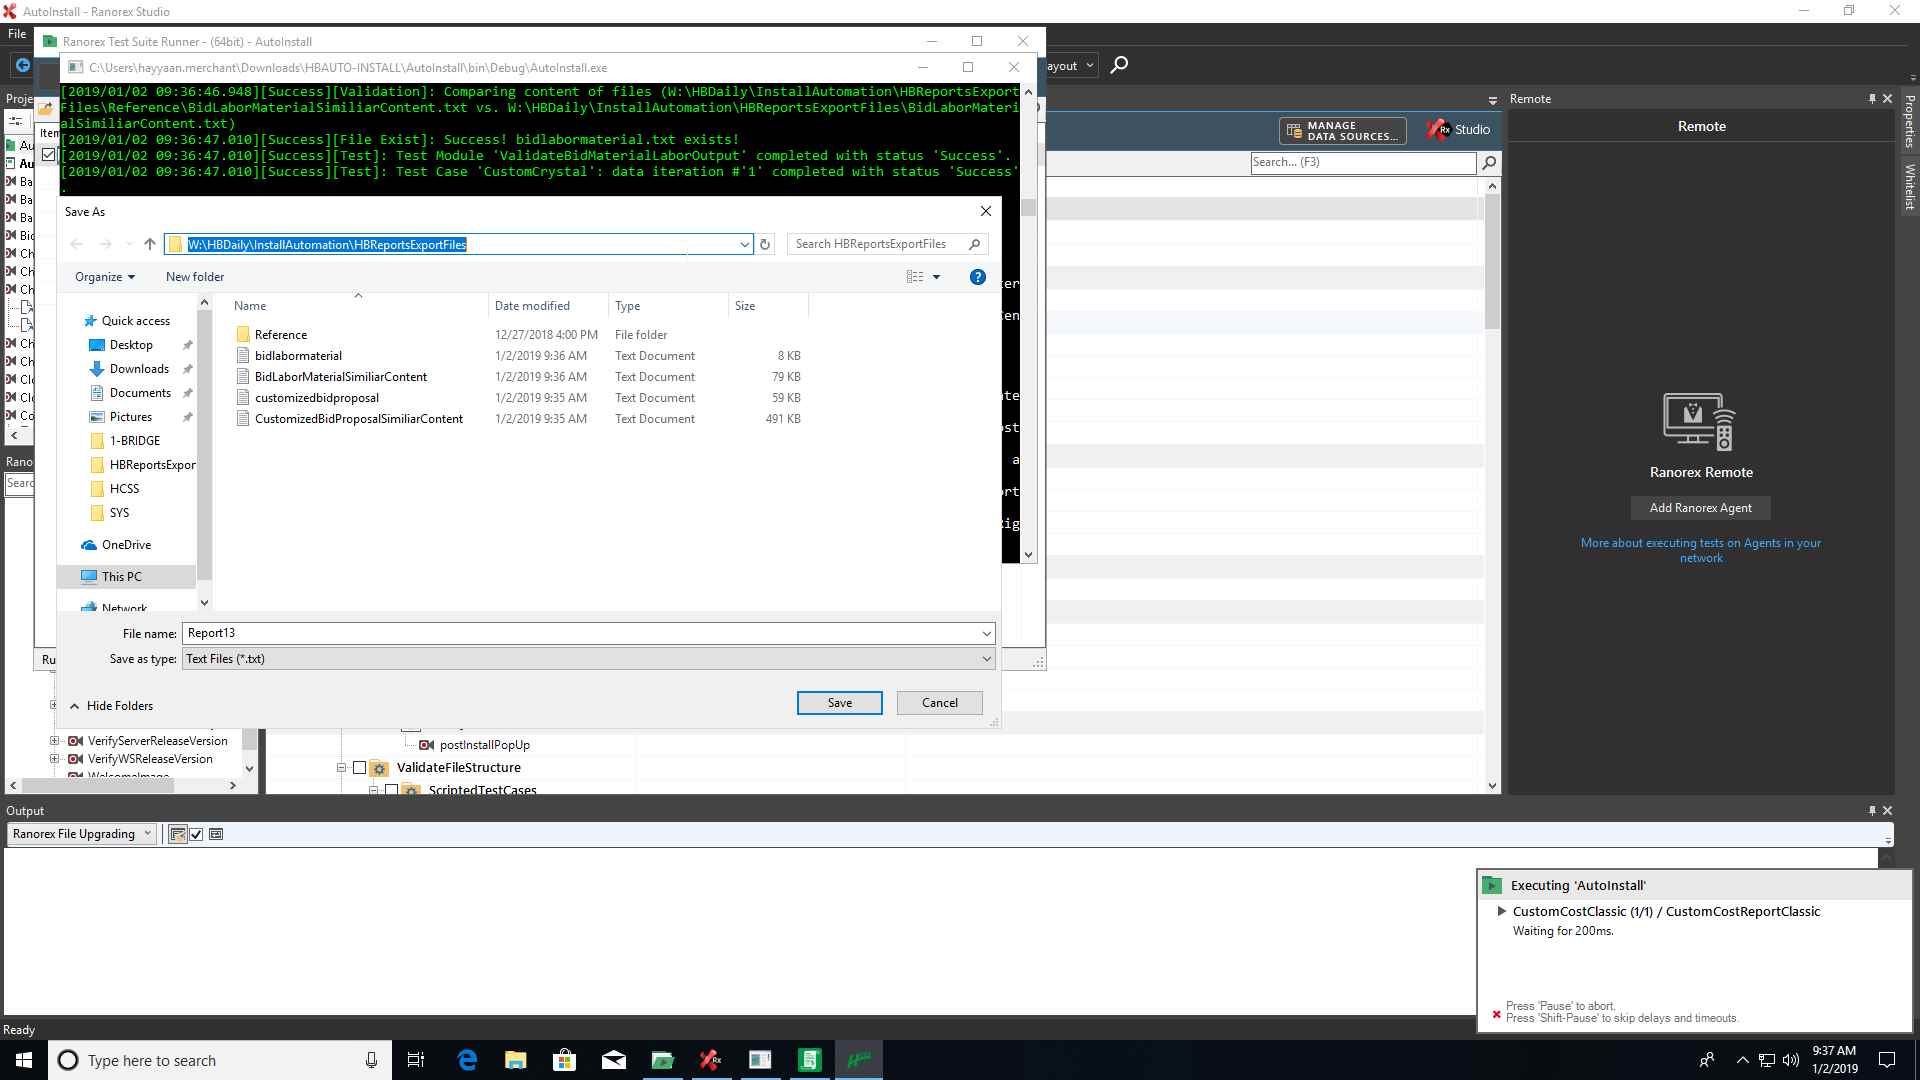 AutoInstall - Ranorex Studio
File
Ranorex Test Suite Runner - (64bit) - AutoInstall
C:\Users\hayyaan.merchant\Downloads\HBAUTO-INSTALL\AutoInstall\bin\Debug\AutoInstall.exe
ayout
[2019/01/02 09:36:46.948][Success][Validation]: Comparing content of files (W:\HBDaily\InstallAutomation\HBReportsExport
Files\Reference\BidLaborMaterialSimiliarContent.txt vs. W:\HBDaily\InstallAutomation\HBReportsExportFiles\BidLaborMateri
alSimiliarContent.txt)
[2019/01/02 09:36:47.010][Success][File Exist]: Success! bidlabormaterial.txt exists!
[2019/01/02 09:36:47.010][Success][Test]: Test Module 'ValidateBidMaterialLaborOutput' completed with status 'Success'.
[2019/01/02 09:36:47.010][Success][Test]: Test Case 'CustomCrystal': data iteration #'1' completed with status 'Success'
.
Proje
Item
Au
Au
Ba
Ba
Ba
Bid
Ch
Ch
Ch
Ch
Ch
Clo
Clo
Co
Rano
Searc
MANAGE
DATA SOURCES...
Studio
Search... (F3)
Remote
Remote
Properties
Whitelist
Ranorex Remote
Add Ranorex Agent
More about executing tests on Agents in your
network
Save As
W:\HBDaily\InstallAutomation\HBReportsExportFiles
Search HBReportsExportFiles
Organize
New folder
Name
Date modified
Type
Size
Reference 12/27/2018 4:00 PM File folder
bidlabormaterial 1/2/2019 9:36 AM Text Document 8 KB
BidLaborMaterialSimiliarContent 1/2/2019 9:36 AM Text Document 79 KB
customizedbidproposal 1/2/2019 9:35 AM Text Document 59 KB
CustomizedBidProposalSimiliarContent 1/2/2019 9:35 AM Text Document 491 KB
Quick access
Desktop
Downloads
Documents
Pictures
1-BRIDGE
HBReportsExpor
HCSS
SYS
OneDrive
This PC
Network
ter
Cen
ate
ost
a
ort
Rig
File name: Report13
Save as type: Text Files (*.txt)
Hide Folders
Save
Cancel
Ru
VerifyServerReleaseVersion
VerifyWSReleaseVersion
WelcomeImage
postInstallPopUp
ValidateFileStructure
ScriptedTestCases
Output
Ranorex File Upgrading
Executing 'AutoInstall'
CustomCostClassic (1/1) / CustomCostReportClassic
Waiting for 200ms.
Press 'Pause' to abort.
Press 'Shift-Pause' to skip delays and timeouts.
Ready
Type here to search
9:37 AM
1/2/2019